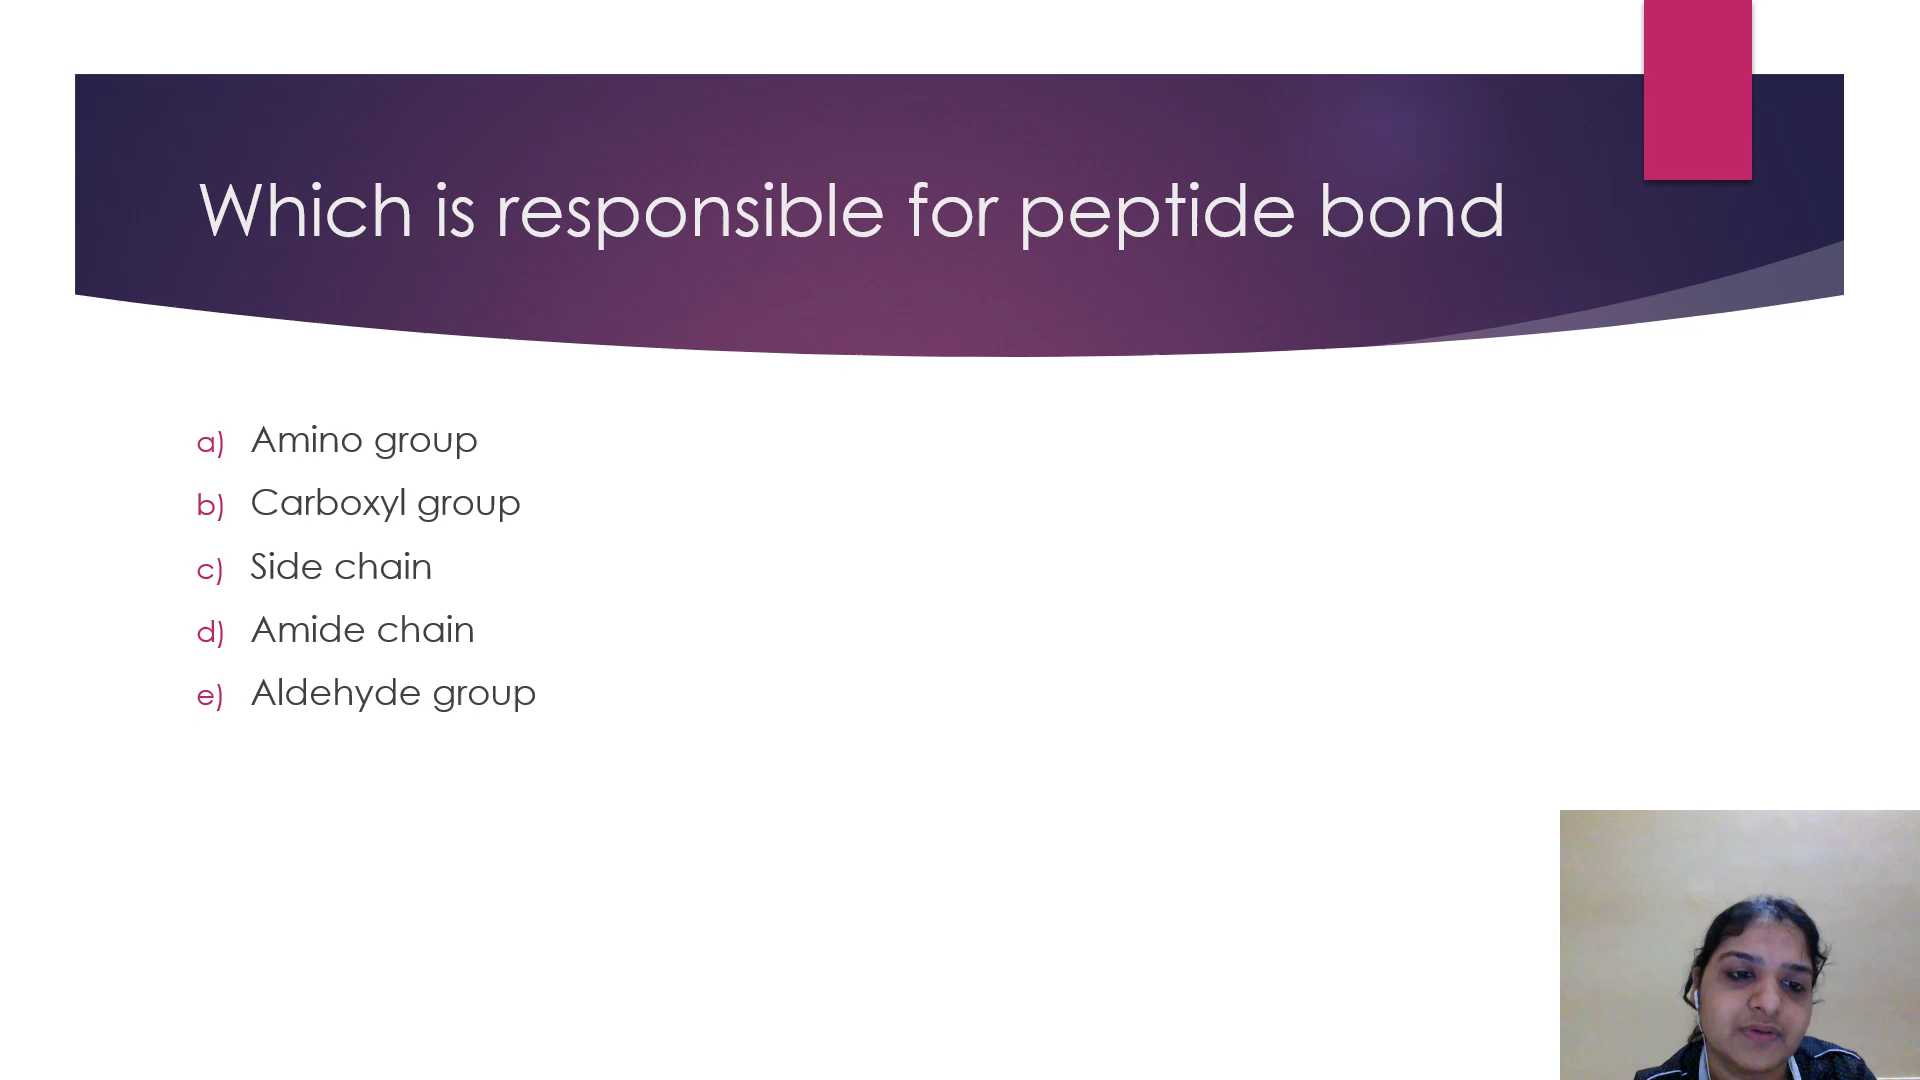 Which is responsible for peptide bond
a) Amino group
b) Carboxyl group
c) Side chain
d) Amide chain
e) Aldehyde group